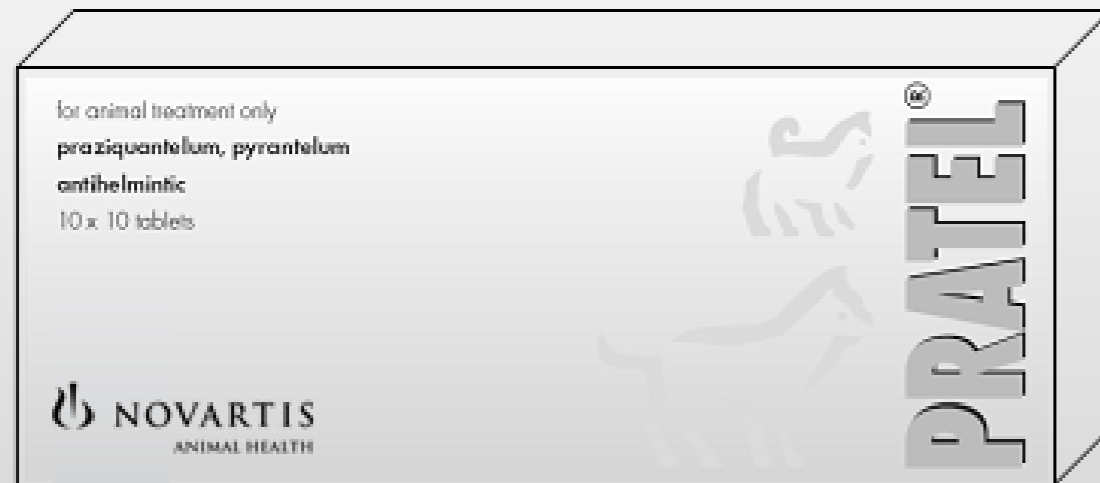 for animal treatment only
praziquantelum, pyrantelum
antihelmintic
10 x 10 tablets
PRATEL
NOVARTIS
ANIMAL HEALTH